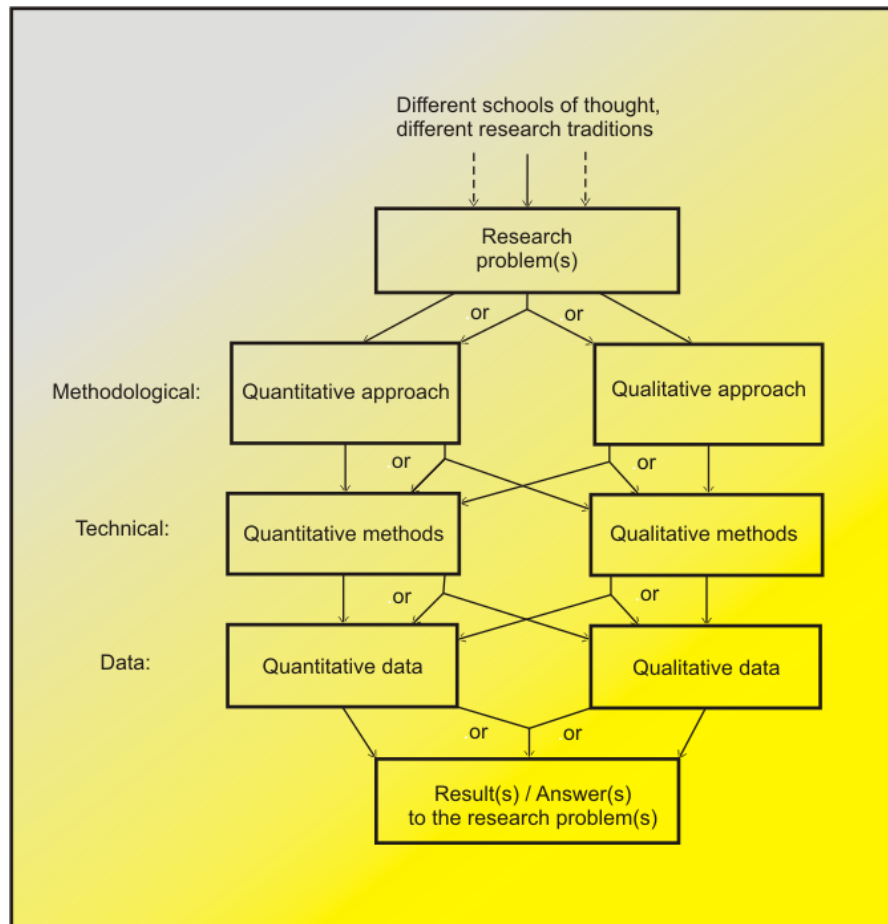 Different schools of thought,
different research traditions
Research
problem(s)
or or
Methodological: Quantitative approach Qualitative approach
or or
Technical: Quantitative methods Qualitative methods
or or
Data: Quantitative data Qualitative data
or or
Result(s) / Answer(s)
to the research problem(s)